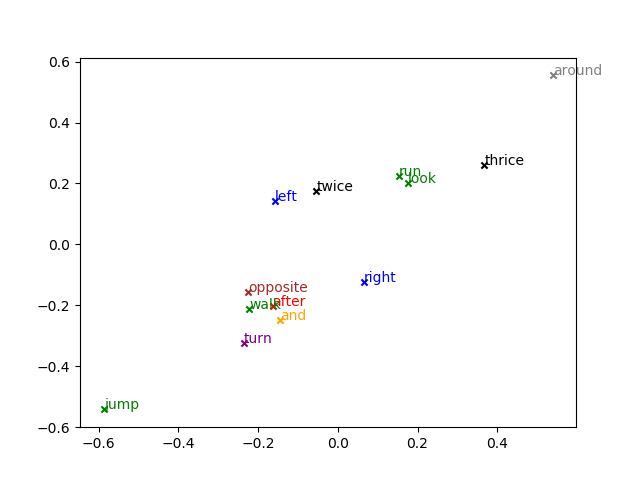 0.6
around
0.4
thrice
run
look
0.2
twice
left
0.0
right
opposite
after
walk
−0.2
and
turn
−0.4
jump
−0.6
−0.6 −0.4 −0.2 0.0 0.2 0.4